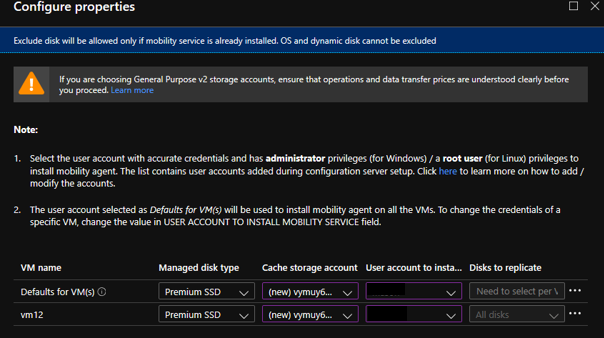 Configure properties
Exclude disk will be allowed only if mobility service is already installed. OS and dynamic disk cannot be excluded
If you are choosing General Purpose v2 storage accounts, ensure that operations and data transfer prices are understood clearly before
you proceed. Learn more
Note:
1. Select the user account with accurate credentials and has administrator privileges (for Windows) / a root user (for Linux) privileges to
install mobility agent. The list contains user accounts added during configuration server setup. Click here to learn more on how to add /
modify the accounts.
2. The user account selected as Defaults for VM(s) will be used to install mobility agent on all the VMs. To change the credentials of a
specific VM, change the value in USER ACCOUNT TO INSTALL MOBILITY SERVICE field.
VM name Managed disk type Cache storage account User account to insta... Disks to replicate
Defaults for VM(s) Premium SSD (new) vymuy6... Need to select per V
vm12 Premium SSD (new) vymuy6... All disks